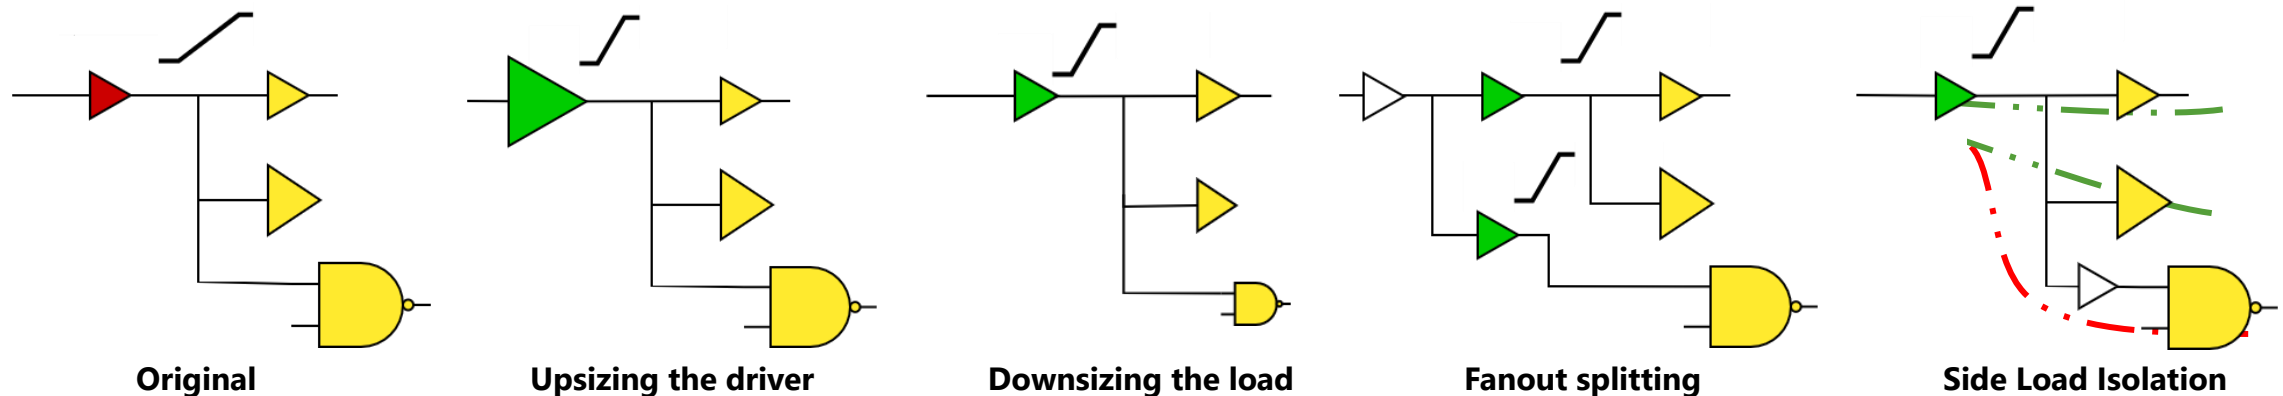 Original
Upsizing the driver
Downsizing the load
Fanout splitting
Side Load Isolation